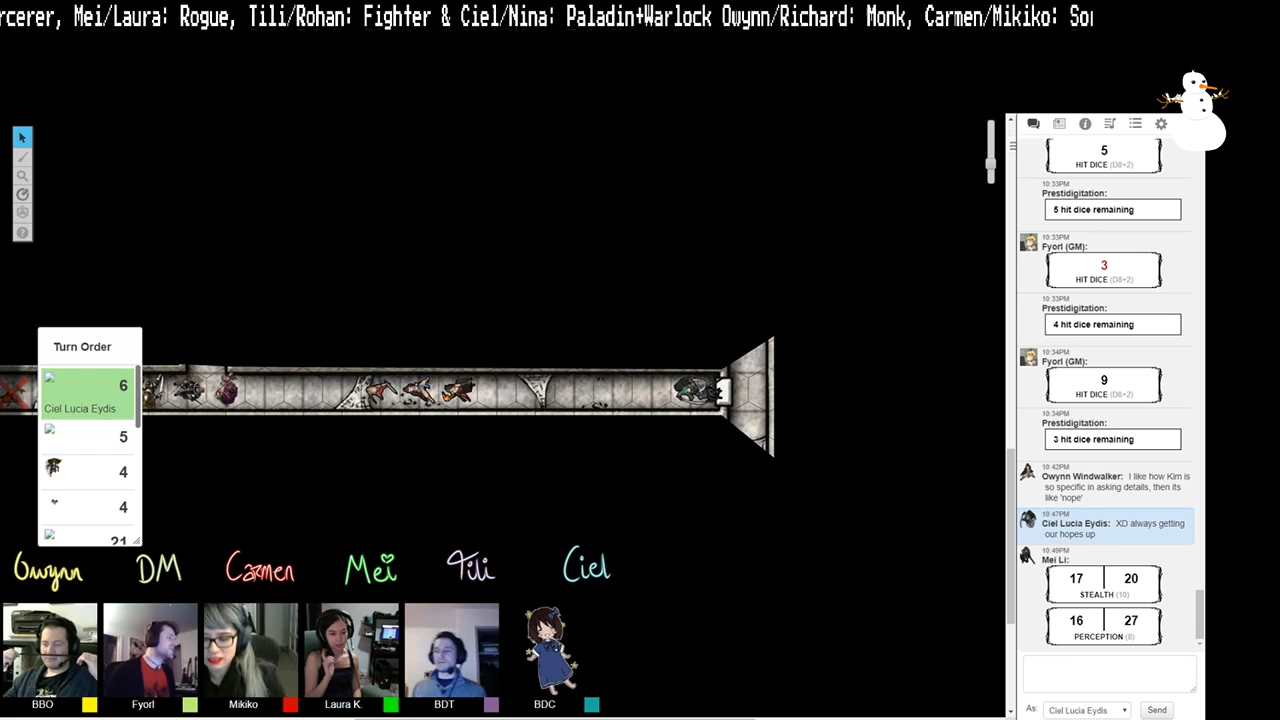 rcerer, Mei/Laura: Rogue, Tili/Rohan: Fighter & Ciel/Nina: Paladin+Warlock Owynn/Richard: Monk, Carmen/Mikiko: Sor
5
HIT DICE (D8+2)
10:33PM
Prestidigitation:
5 hit dice remaining
10:33PM
Fyorl (GM):
3
HIT DICE (D8+2)
10:33PM
Prestidigitation:
4 hit dice remaining
10:34PM
Fyorl (GM):
9
HIT DICE (D8+2)
10:34PM
Prestidigitation:
3 hit dice remaining
10:42PM
Owynn Windwalker: I like how Kim is
so specific in asking details, then its
like 'nope'
10:47PM
Ciel Lucia Eydis: XD always getting
our hopes up
10:49PM
Mei Li:
17 20
STEALTH (10)
16 27
PERCEPTION (8)
As: Ciel Lucia Eydis Send
Turn Order
6
Ciel Lucia Eydis
5
4
4
21
Owynn DM Carmen Mei Tili Ciel
BBO Fyorl Mikiko Laura K. BDT BDC